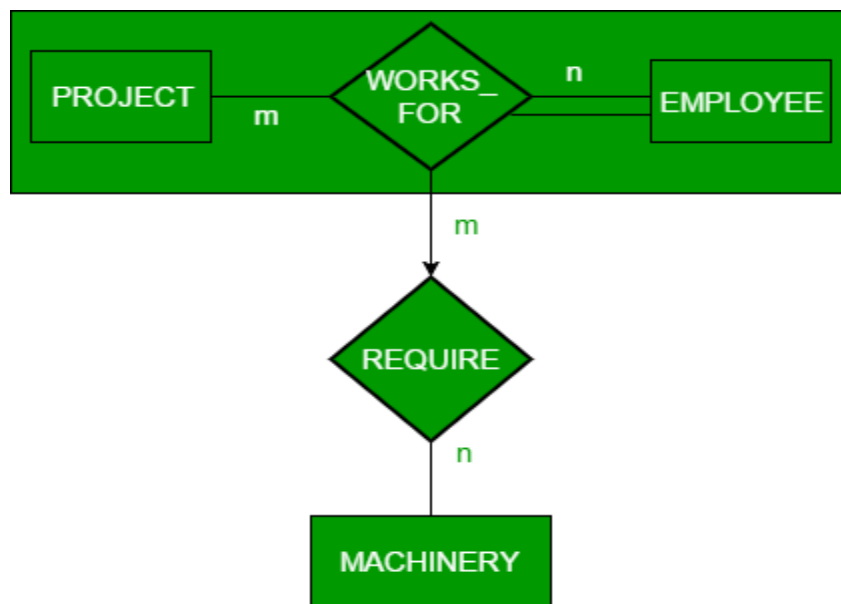 PROJECT
m
WORKS_
FOR
n
EMPLOYEE
m
REQUIRE
n
MACHINERY